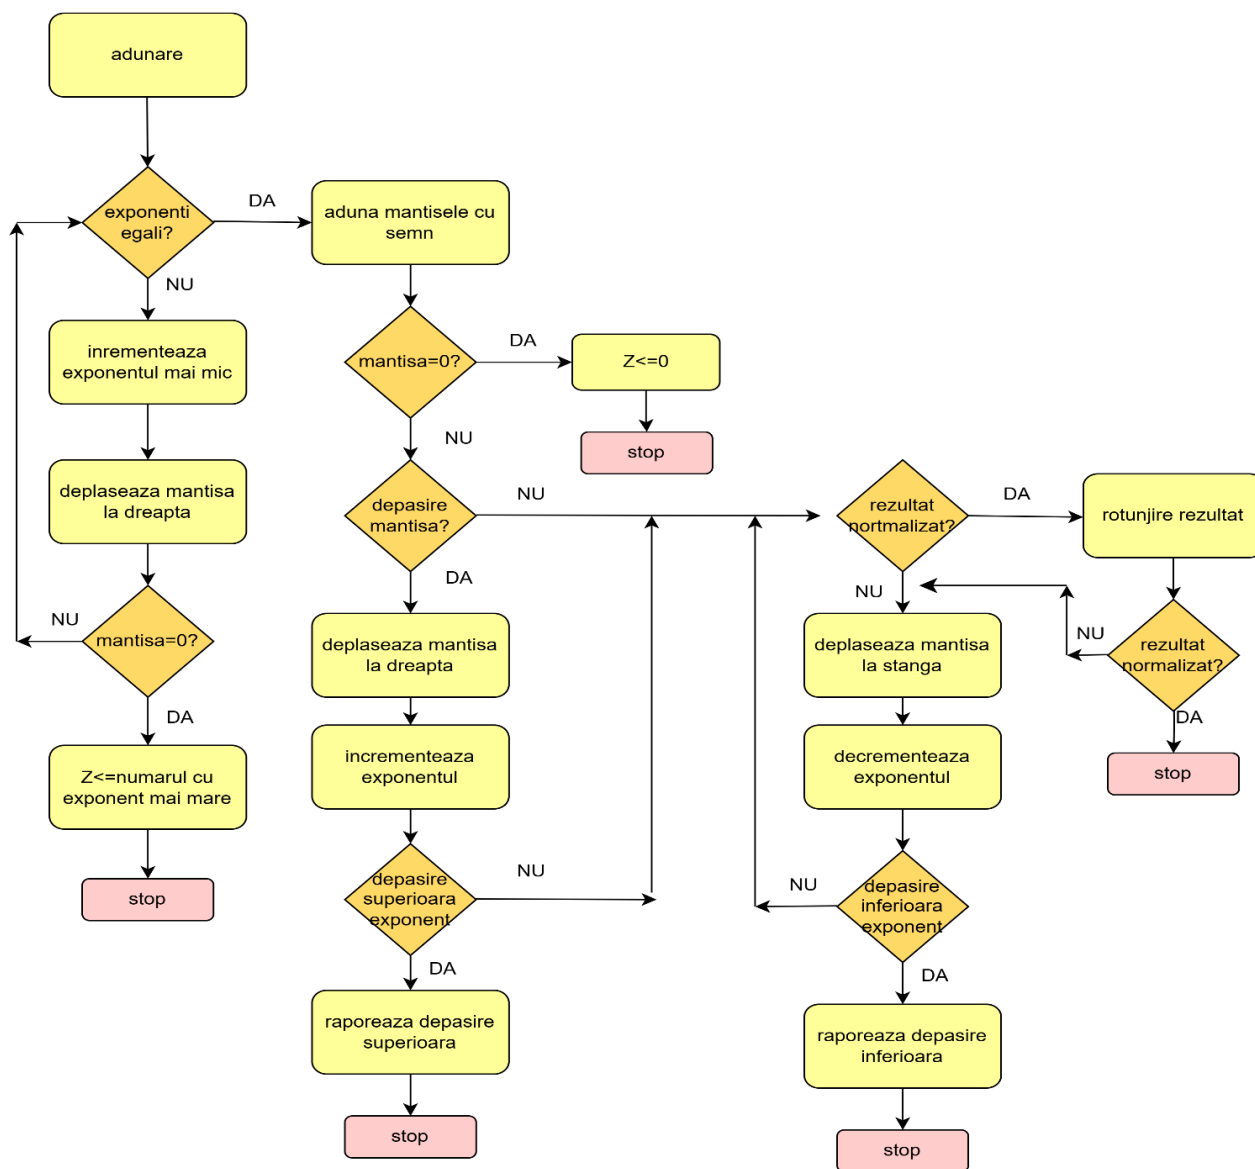 adunare
exponenti
egali?
DA
aduna mantisele cu
semn
NU
inrementeaza
exponentul mai mic
deplaseaza mantisa
la dreapta
mantisa=0?
NU
DA
Z<=numarul cu
exponent mai mare
stop
mantisa=0?
DA
Z<=0
stop
NU
depasire
mantisa?
NU
DA
deplaseaza mantisa
la dreapta
incrementeaza
exponentul
depasire
superioara
exponent
NU
DA
raporeaza depasire
superioara
stop
rezultat
nortmalizat?
DA
rotunjire rezultat
NU
deplaseaza mantisa
la stanga
decrementeaza
exponentul
depasire
inferioara
exponent
NU
DA
raporeaza depasire
inferioara
stop
rezultat
normalizat?
NU
DA
stop